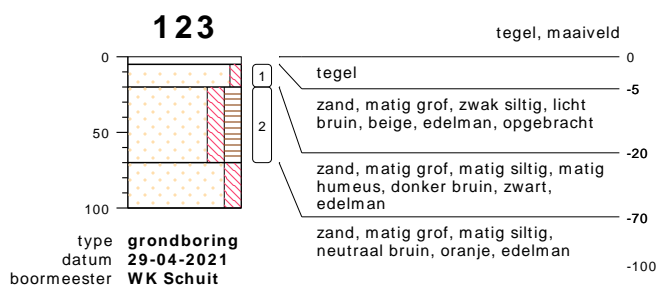 123
tegel, maaiveld
0
50
100
1
2
0
tegel
-5
zand, matig grof, zwak siltig, licht
bruin, beige, edelman, opgebracht
-20
zand, matig grof, matig siltig, matig
humeus, donker bruin, zwart,
edelman
-70
zand, matig grof, matig siltig,
neutraal bruin, oranje, edelman
-100
type grondboring
datum 29-04-2021
boormeester WK Schuit